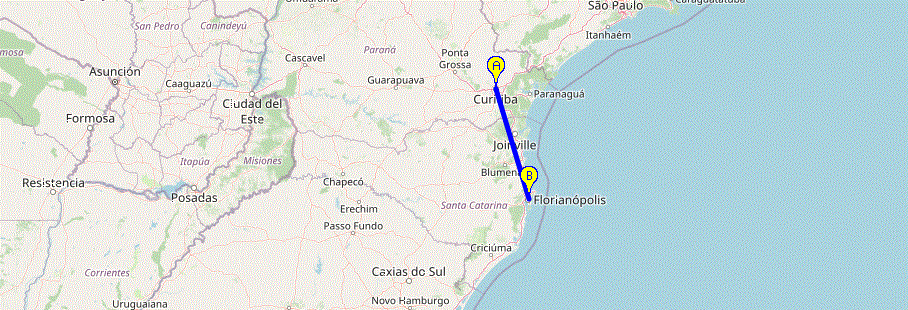 São Paulo
Caraguatatuba
San Pedro
Canindeyú
Itanhaém
Paraná
Ponta
Grossa
Cascavel
A
Asunción
Guarapuava
Caaguazú
Curitiba
Paranaguá
Ciudad del
Este
Formosa
Joinville
Itapúa
Misiones
Blumenau
B
Chapecó
Resistencia
Posadas
Florianópolis
Erechim
Santa Catarina
Passo Fundo
Criciúma
Corrientes
Caxias do Sul
Uruguaiana
Novo Hamburgo